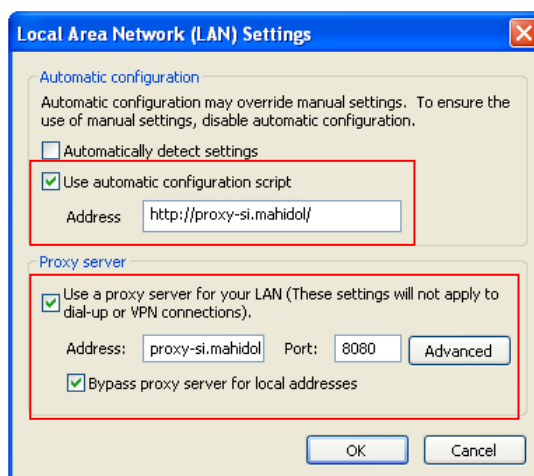 Local Area Network (LAN) Settings
Automatic configuration
Automatic configuration may override manual settings. To ensure the
use of manual settings, disable automatic configuration.
Automatically detect settings
Use automatic configuration script
Address http://proxy-si.mahidol/
Proxy server
Use a proxy server for your LAN (These settings will not apply to
dial-up or VPN connections).
Address: proxy-si.mahidol Port: 8080 Advanced
Bypass proxy server for local addresses
OK Cancel